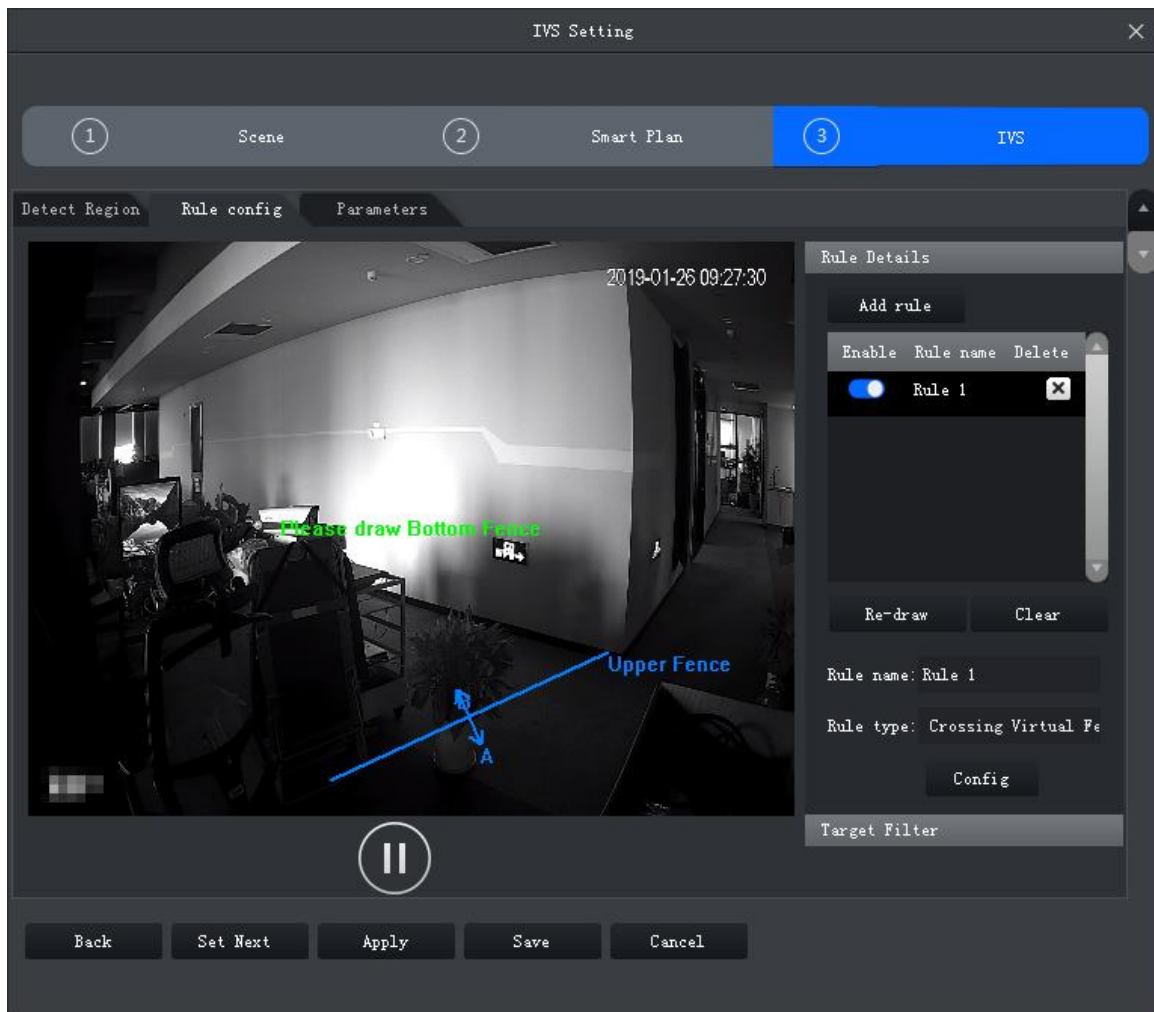 IVS Setting
1 Scene 2 Smart Plan 3 IVS
Detect Region Rule config Parameters
2019-01-26 09:27:30
Please draw Bottom Fence
Upper Fence
B
A
Rule Details
Add rule
Enable Rule name Delete
Rule 1
Re-draw Clear
Rule name: Rule 1
Rule type: Crossing Virtual Fe
Config
Target Filter
Back Set Next Apply Save Cancel